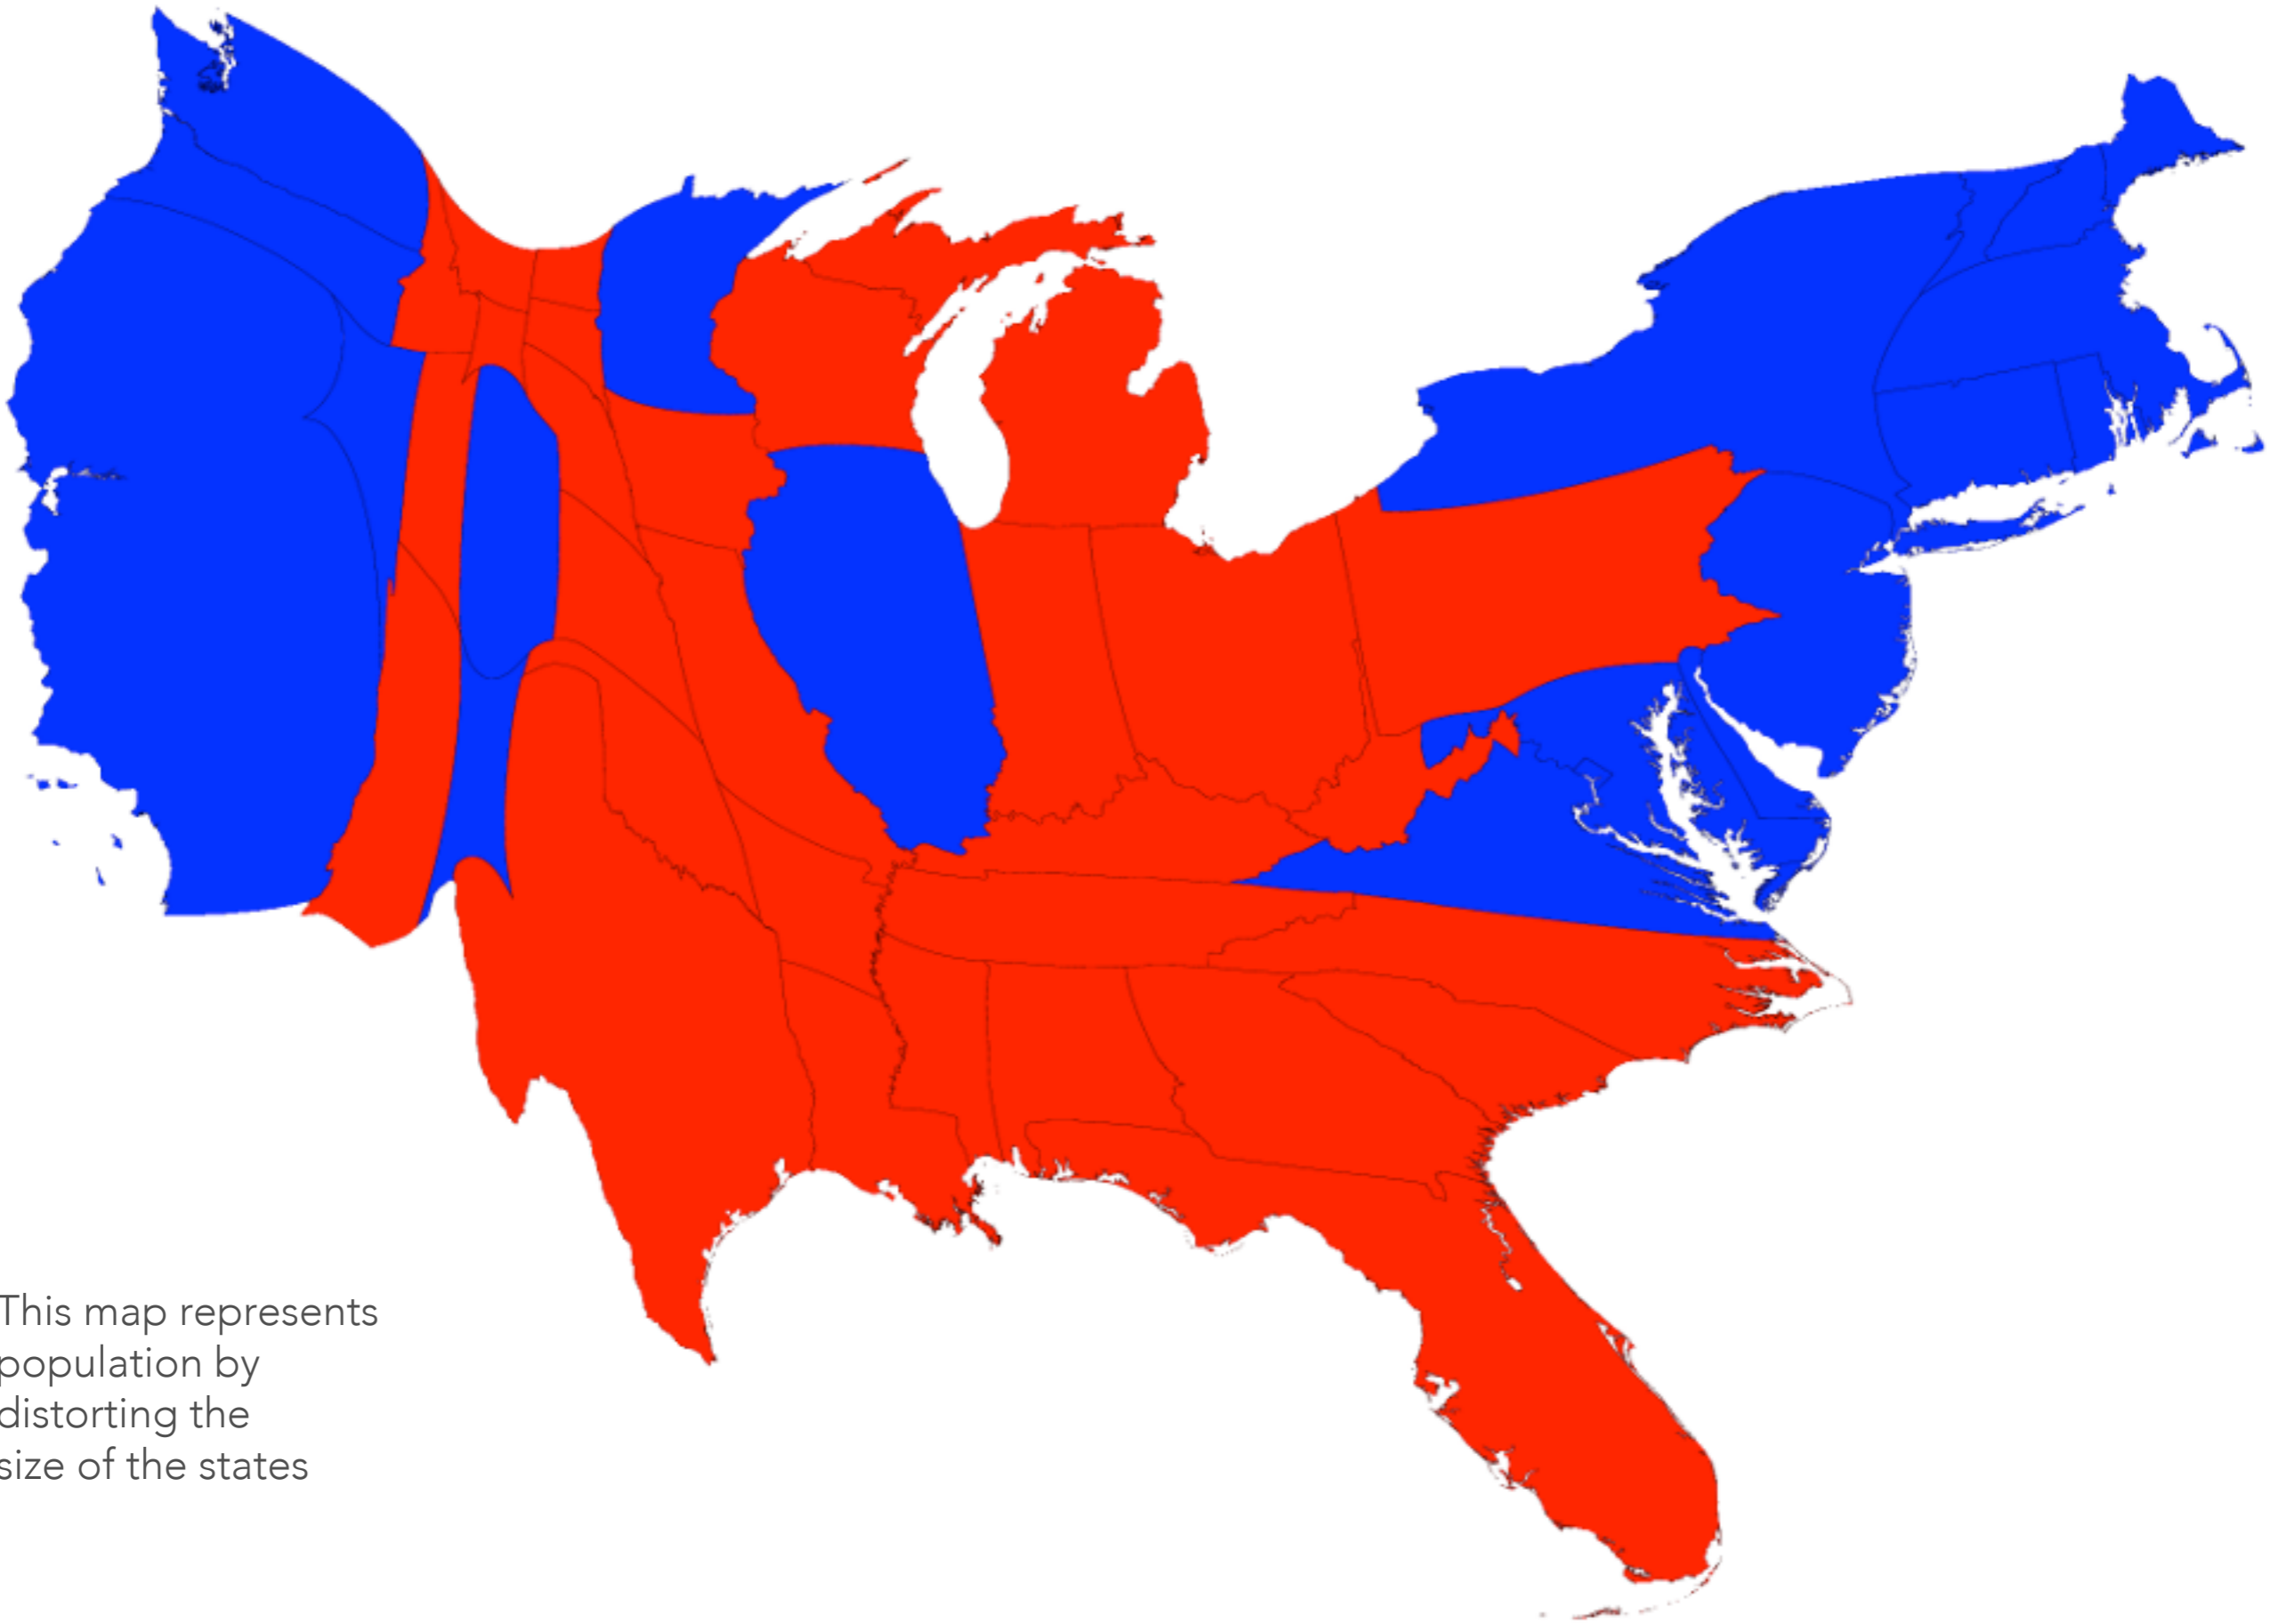 This map represents
population by
distorting the
size of the states